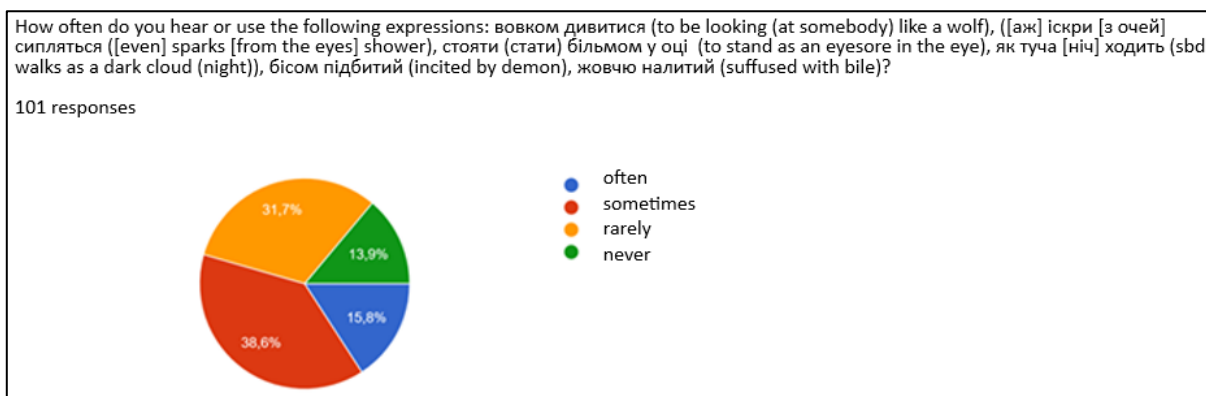 How often do you hear or use the following expressions: вовком дивитися (to be looking (at somebody) like a wolf), ([аж] іскри [з очей]
сипляться ([even] sparks [from the eyes] shower), стояти (стати) більмом у оці (to stand as an eyesore in the eye), як туча [ніч] ходить (sbd
walks as a dark cloud (night)), бісом підбитий (incited by demon), жовчю налитий (suffused with bile)?
101 responses
often
sometimes
rarely
never
31,7%
13,9%
15,8%
38,6%